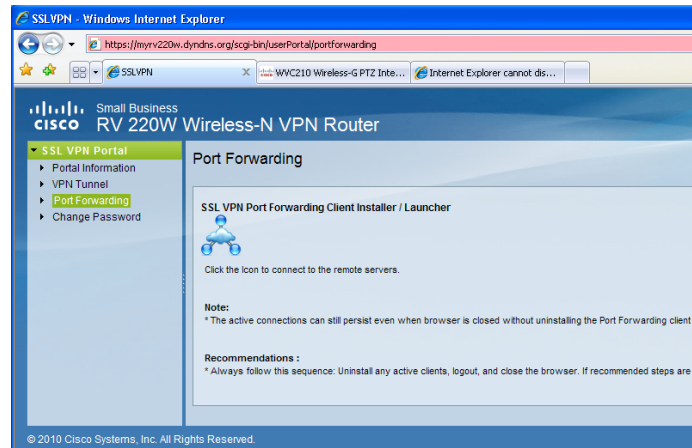 SSLVPN - Windows Internet Explorer
https://myrv220w.dyndns.org/scgi-bin/userPortal/portforwarding
SSLVPN
WVC210 Wireless-G PTZ Inte...
Internet Explorer cannot dis...
Small Business
CISCO RV 220W Wireless-N VPN Router
SSL VPN Portal
Portal Information
VPN Tunnel
Port Forwarding
Change Password
Port Forwarding
SSL VPN Port Forwarding Client Installer / Launcher
Click the Icon to connect to the remote servers.
Note:
* The active connections can still persist even when browser is closed without uninstalling the Port Forwarding client
Recommendations :
* Always follow this sequence: Uninstall any active clients, logout, and close the browser. If recommended steps are
© 2010 Cisco Systems, Inc. All Rights Reserved.